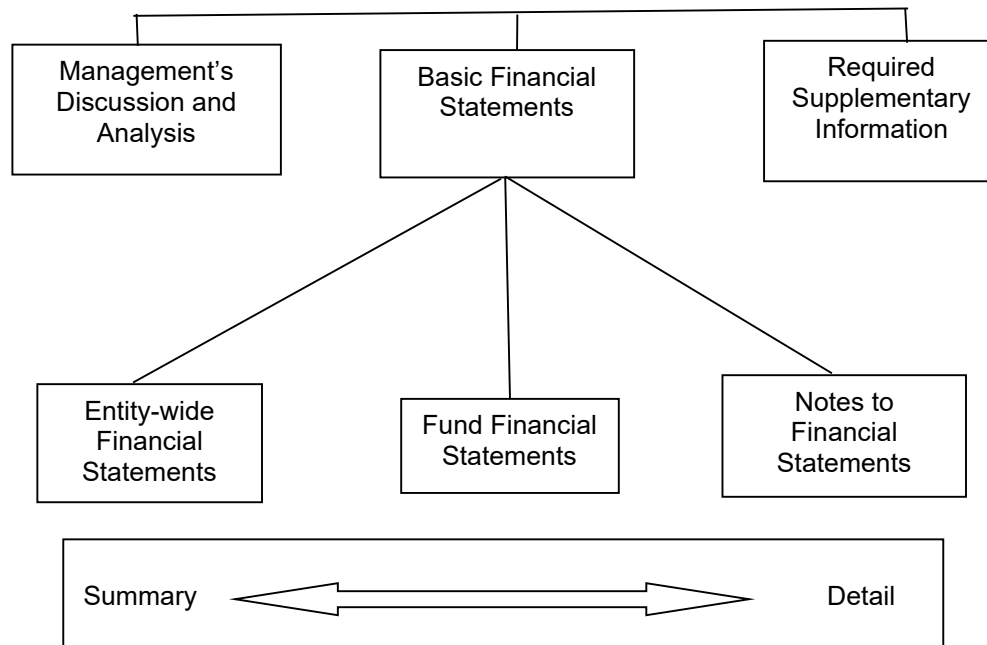 Management’s
Discussion and
Analysis
Basic Financial
Statements
Required
Supplementary
Information
Entity-wide
Financial
Statements
Fund Financial
Statements
Notes to
Financial
Statements
Summary
Detail